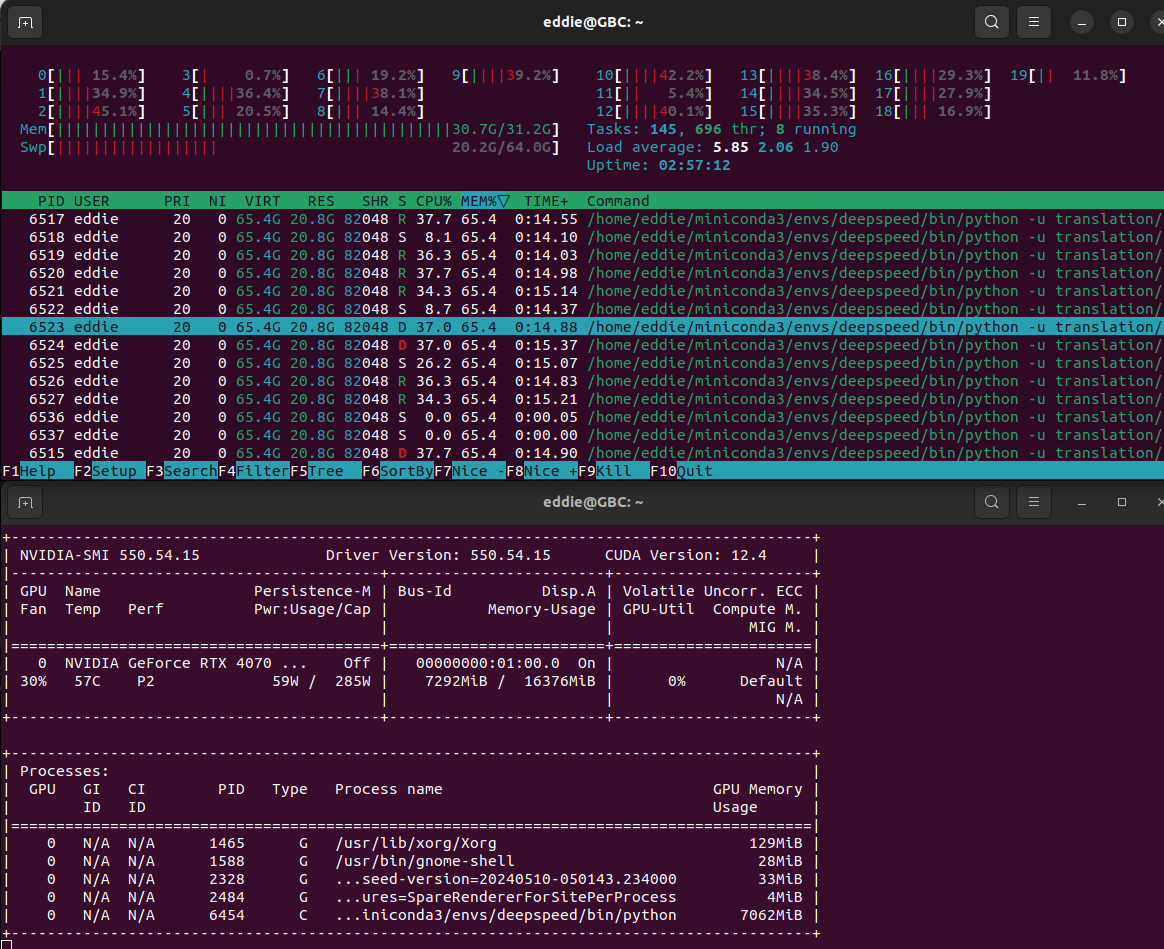 eddie@GBC: ~
0[||| 15.4%] 3[| 0.7%] 6[||| 19.2%] 9[||||39.2%] 10[||||42.2%] 13[||||38.4%] 16[||||29.3%] 19[|| 11.8%]
1[||||34.9%] 4[||||36.4%] 7[||||38.1%] 11[|| 5.4%] 14[||||34.5%] 17[||||27.9%]
2[||||45.1%] 5[||| 20.5%] 8[||| 14.4%] 12[||||40.1%] 15[||||35.3%] 18[||| 16.9%]
Mem[||||||||||||||||||||||||||||||||||||||||||||30.7G/31.2G] Tasks: 145, 696 thr; 8 running
Swp[|||||||||||||||||| 20.2G/64.0G] Load average: 5.85 2.06 1.90
Uptime: 02:57:12
PID USER PRI NI VIRT RES SHR S CPU% MEM%▽ TIME+ Command
6517 eddie 20 0 65.4G 20.8G 82048 R 37.7 65.4 0:14.55 /home/eddie/miniconda3/envs/deepspeed/bin/python -u translation/
6518 eddie 20 0 65.4G 20.8G 82048 S 8.1 65.4 0:14.10 /home/eddie/miniconda3/envs/deepspeed/bin/python -u translation/
6519 eddie 20 0 65.4G 20.8G 82048 R 36.3 65.4 0:14.03 /home/eddie/miniconda3/envs/deepspeed/bin/python -u translation/
6520 eddie 20 0 65.4G 20.8G 82048 R 37.7 65.4 0:14.98 /home/eddie/miniconda3/envs/deepspeed/bin/python -u translation/
6521 eddie 20 0 65.4G 20.8G 82048 R 34.3 65.4 0:15.14 /home/eddie/miniconda3/envs/deepspeed/bin/python -u translation/
6522 eddie 20 0 65.4G 20.8G 82048 S 8.7 65.4 0:14.37 /home/eddie/miniconda3/envs/deepspeed/bin/python -u translation/
6523 eddie 20 0 65.4G 20.8G 82048 D 37.0 65.4 0:14.88 /home/eddie/miniconda3/envs/deepspeed/bin/python -u translation/
6524 eddie 20 0 65.4G 20.8G 82048 D 37.0 65.4 0:15.37 /home/eddie/miniconda3/envs/deepspeed/bin/python -u translation/
6525 eddie 20 0 65.4G 20.8G 82048 S 26.2 65.4 0:15.07 /home/eddie/miniconda3/envs/deepspeed/bin/python -u translation/
6526 eddie 20 0 65.4G 20.8G 82048 R 36.3 65.4 0:14.83 /home/eddie/miniconda3/envs/deepspeed/bin/python -u translation/
6527 eddie 20 0 65.4G 20.8G 82048 R 34.3 65.4 0:15.21 /home/eddie/miniconda3/envs/deepspeed/bin/python -u translation/
6536 eddie 20 0 65.4G 20.8G 82048 S 0.0 65.4 0:00.05 /home/eddie/miniconda3/envs/deepspeed/bin/python -u translation/
6537 eddie 20 0 65.4G 20.8G 82048 S 0.0 65.4 0:00.00 /home/eddie/miniconda3/envs/deepspeed/bin/python -u translation/
6515 eddie 20 0 65.4G 20.8G 82048 D 37.7 65.4 0:14.90 /home/eddie/miniconda3/envs/deepspeed/bin/python -u translation/
F1Help F2Setup F3SearchF4FilterF5Tree F6SortByF7Nice -F8Nice +F9Kill F10Quit
eddie@GBC: ~
NVIDIA-SMI 550.54.15 Driver Version: 550.54.15 CUDA Version: 12.4
GPU Name Persistence-M | Bus-Id Disp.A | Volatile Uncorr. ECC
Fan Temp Perf Pwr:Usage/Cap | Memory-Usage | GPU-Util Compute M.
MIG M.
0 NVIDIA GeForce RTX 4070 ... Off | 00000000:01:00.0 On | N/A
30% 57C P2 59W / 285W | 7292MiB / 16376MiB | 0% Default
N/A
Processes:
GPU GI CI PID Type Process name GPU Memory
ID ID Usage
0 N/A N/A 1465 G /usr/lib/xorg/Xorg 129MiB
0 N/A N/A 1588 G /usr/bin/gnome-shell 28MiB
0 N/A N/A 2328 G ...seed-version=20240510-050143.234000 33MiB
0 N/A N/A 2484 G ...ures=SpareRendererForSitePerProcess 4MiB
0 N/A N/A 6454 C ...iniconda3/envs/deepspeed/bin/python 7062MiB